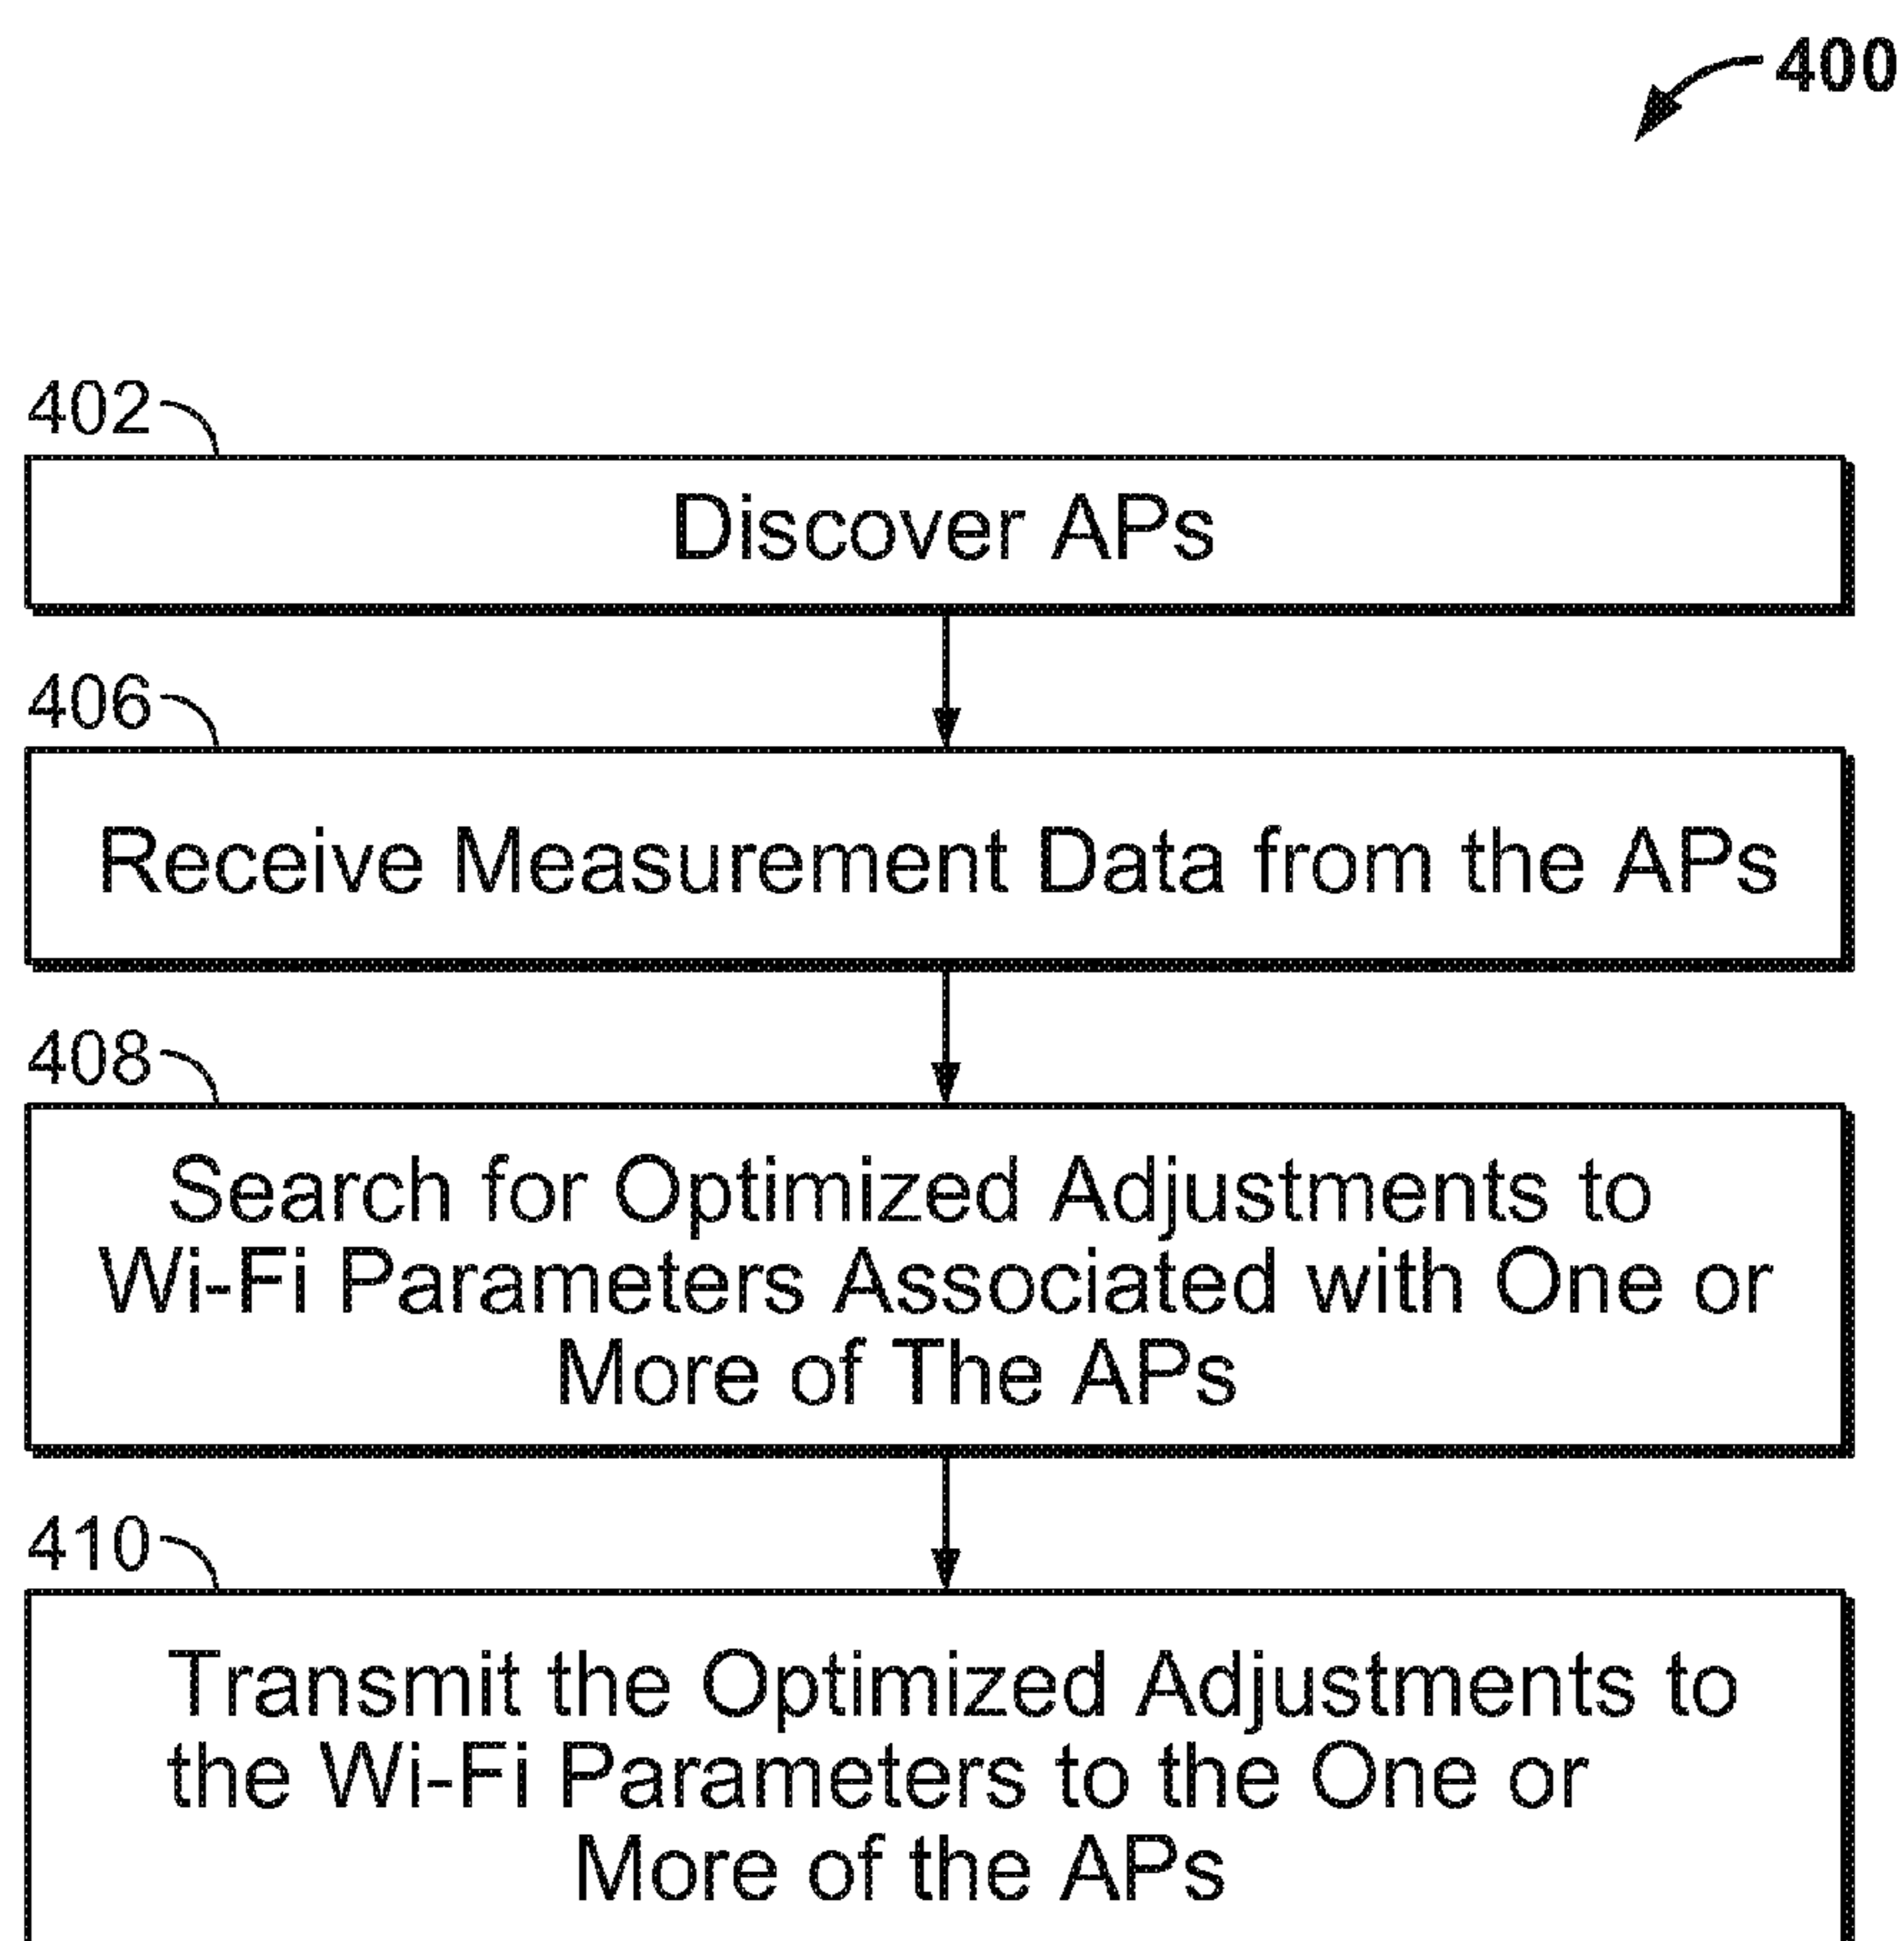 400
402
Discover APs
406
Receive Measurement Data from the APs
408
Search for Optimized Adjustments to
Wi-Fi Parameters Associated with One or
More of The APs
410
Transmit the Optimized Adjustments to
the Wi-Fi Parameters to the One or
More of the APs